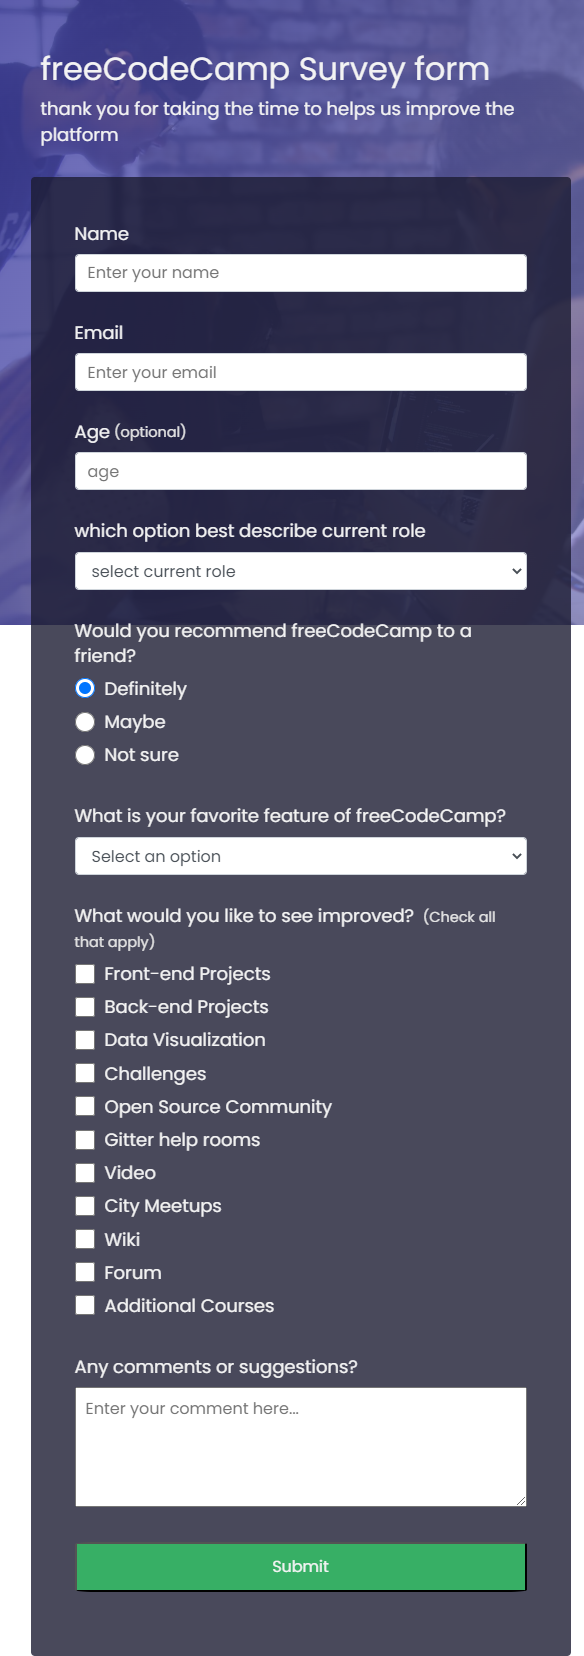 freeCodeCamp Survey form
thank you for taking the time to helps us improve the
platform
Name
Enter your name
Email
Enter your email
Age (optional)
age
which option best describe current role
select current role
Would you recommend freeCodeCamp to a
friend?
Definitely
Maybe
Not sure
What is your favorite feature of freeCodeCamp?
Select an option
What would you like to see improved? (Check all
that apply)
Front-end Projects
Back-end Projects
Data Visualization
Challenges
Open Source Community
Gitter help rooms
Video
City Meetups
Wiki
Forum
Additional Courses
Any comments or suggestions?
Enter your comment here...
Submit